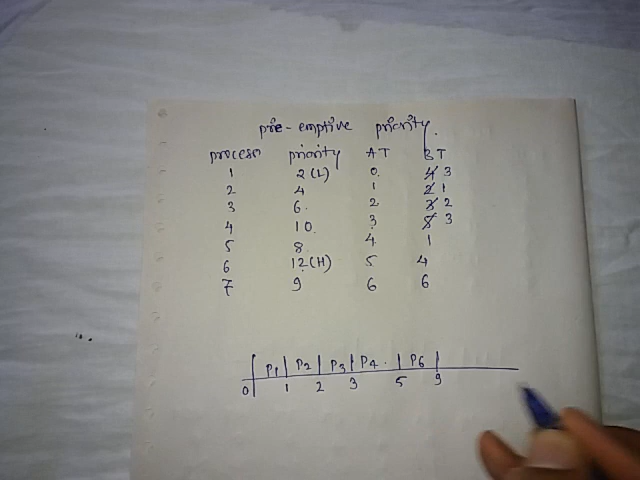 pre-emptive priority.
process priority AT BT
1 2(L) 0. 4 3
2 4 1 2 1
3 6. 2 3 2
4 10. 3 5 3
5 8. 4. 1
6 12(H) 5 4
7 9 6 6
P1 P2 P3 P4. P6
0 1 2 3 5 9